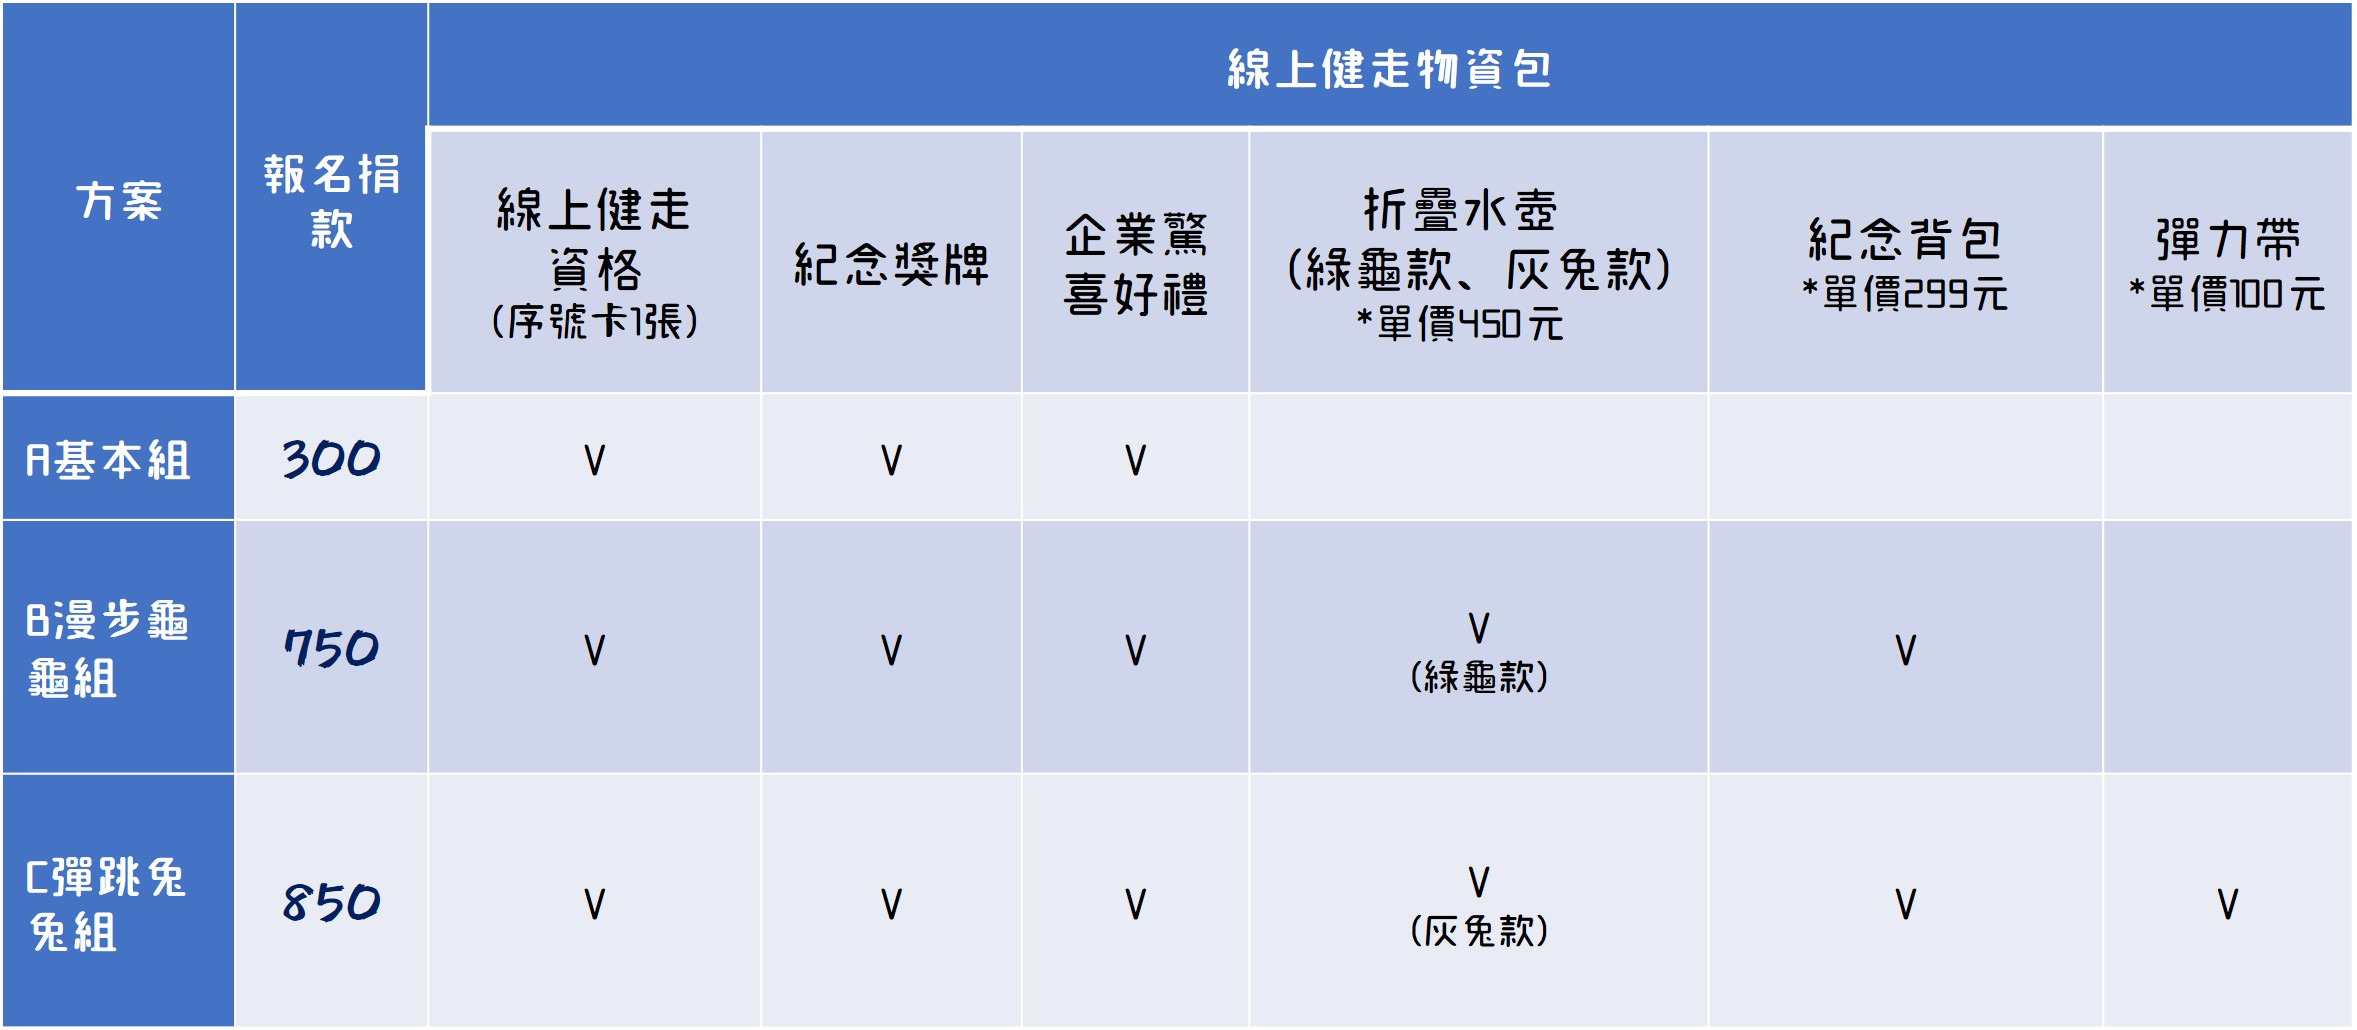 線上健走物資包
方案
報名捐
款
線上健走
資格
(序號卡1張)
紀念獎牌
企業驚
喜好禮
折疊水壺
(綠龜款、灰兔款)
*單價450元
紀念背包
*單價299元
彈力帶
*單價100元
A基本組
300
V
V
V
B漫步龜
龜組
750
V
V
V
V
(綠龜款)
V
C彈跳兔
兔組
850
V
V
V
V
(灰兔款)
V
V